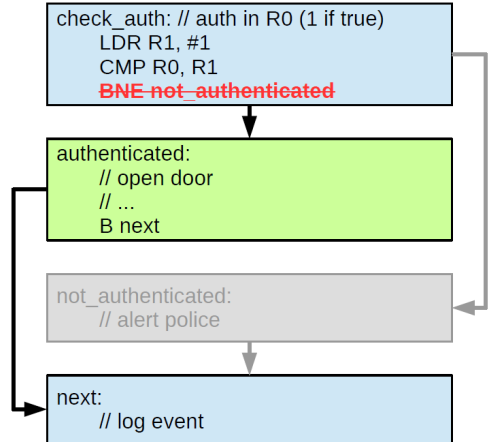 check_auth: // auth in R0 (1 if true)
LDR R1, #1
CMP R0, R1
BNE not_authenticated
authenticated:
// open door
// ...
B next
not_authenticated:
// alert police
next:
// log event